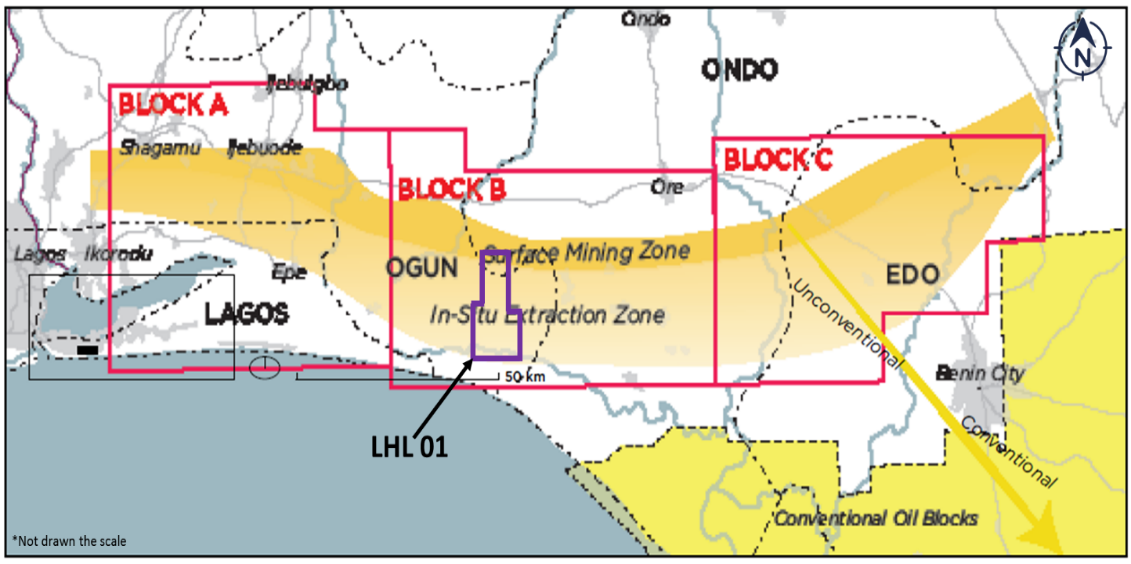 Ondo
ONDO
N
Ijebuigbo
BLOCK A
Shagamu
Ijebuode
BLOCK B
BLOCK C
Ore
Lagos
Ikorodu
Epe
OGUN
Surface Mining Zone
EDO
LAGOS
In-Situ Extraction Zone
Unconventional
50 km
Benin City
LHL 01
Conventional
Conventional Oil Blocks
*Not drawn the scale